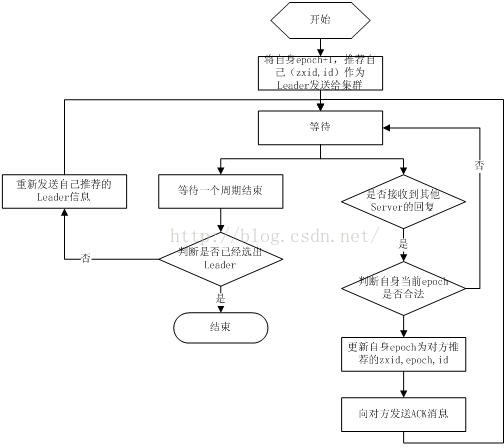 开始
将自身epoch+1，推荐自
己（zxid,id）作为
Leader发送给集群
等待
否
重新发送自己推荐的
Leader信息
等待一个周期结束
是否接收到其他
Server的回复
http://blog.csdn.net/
是
否
判断是否已经选出
Leader
判断自身当前epoch
是否合法
是
结束
更新自身epoch为对方推
荐的zxid,epoch,id
向对方发送ACK消息